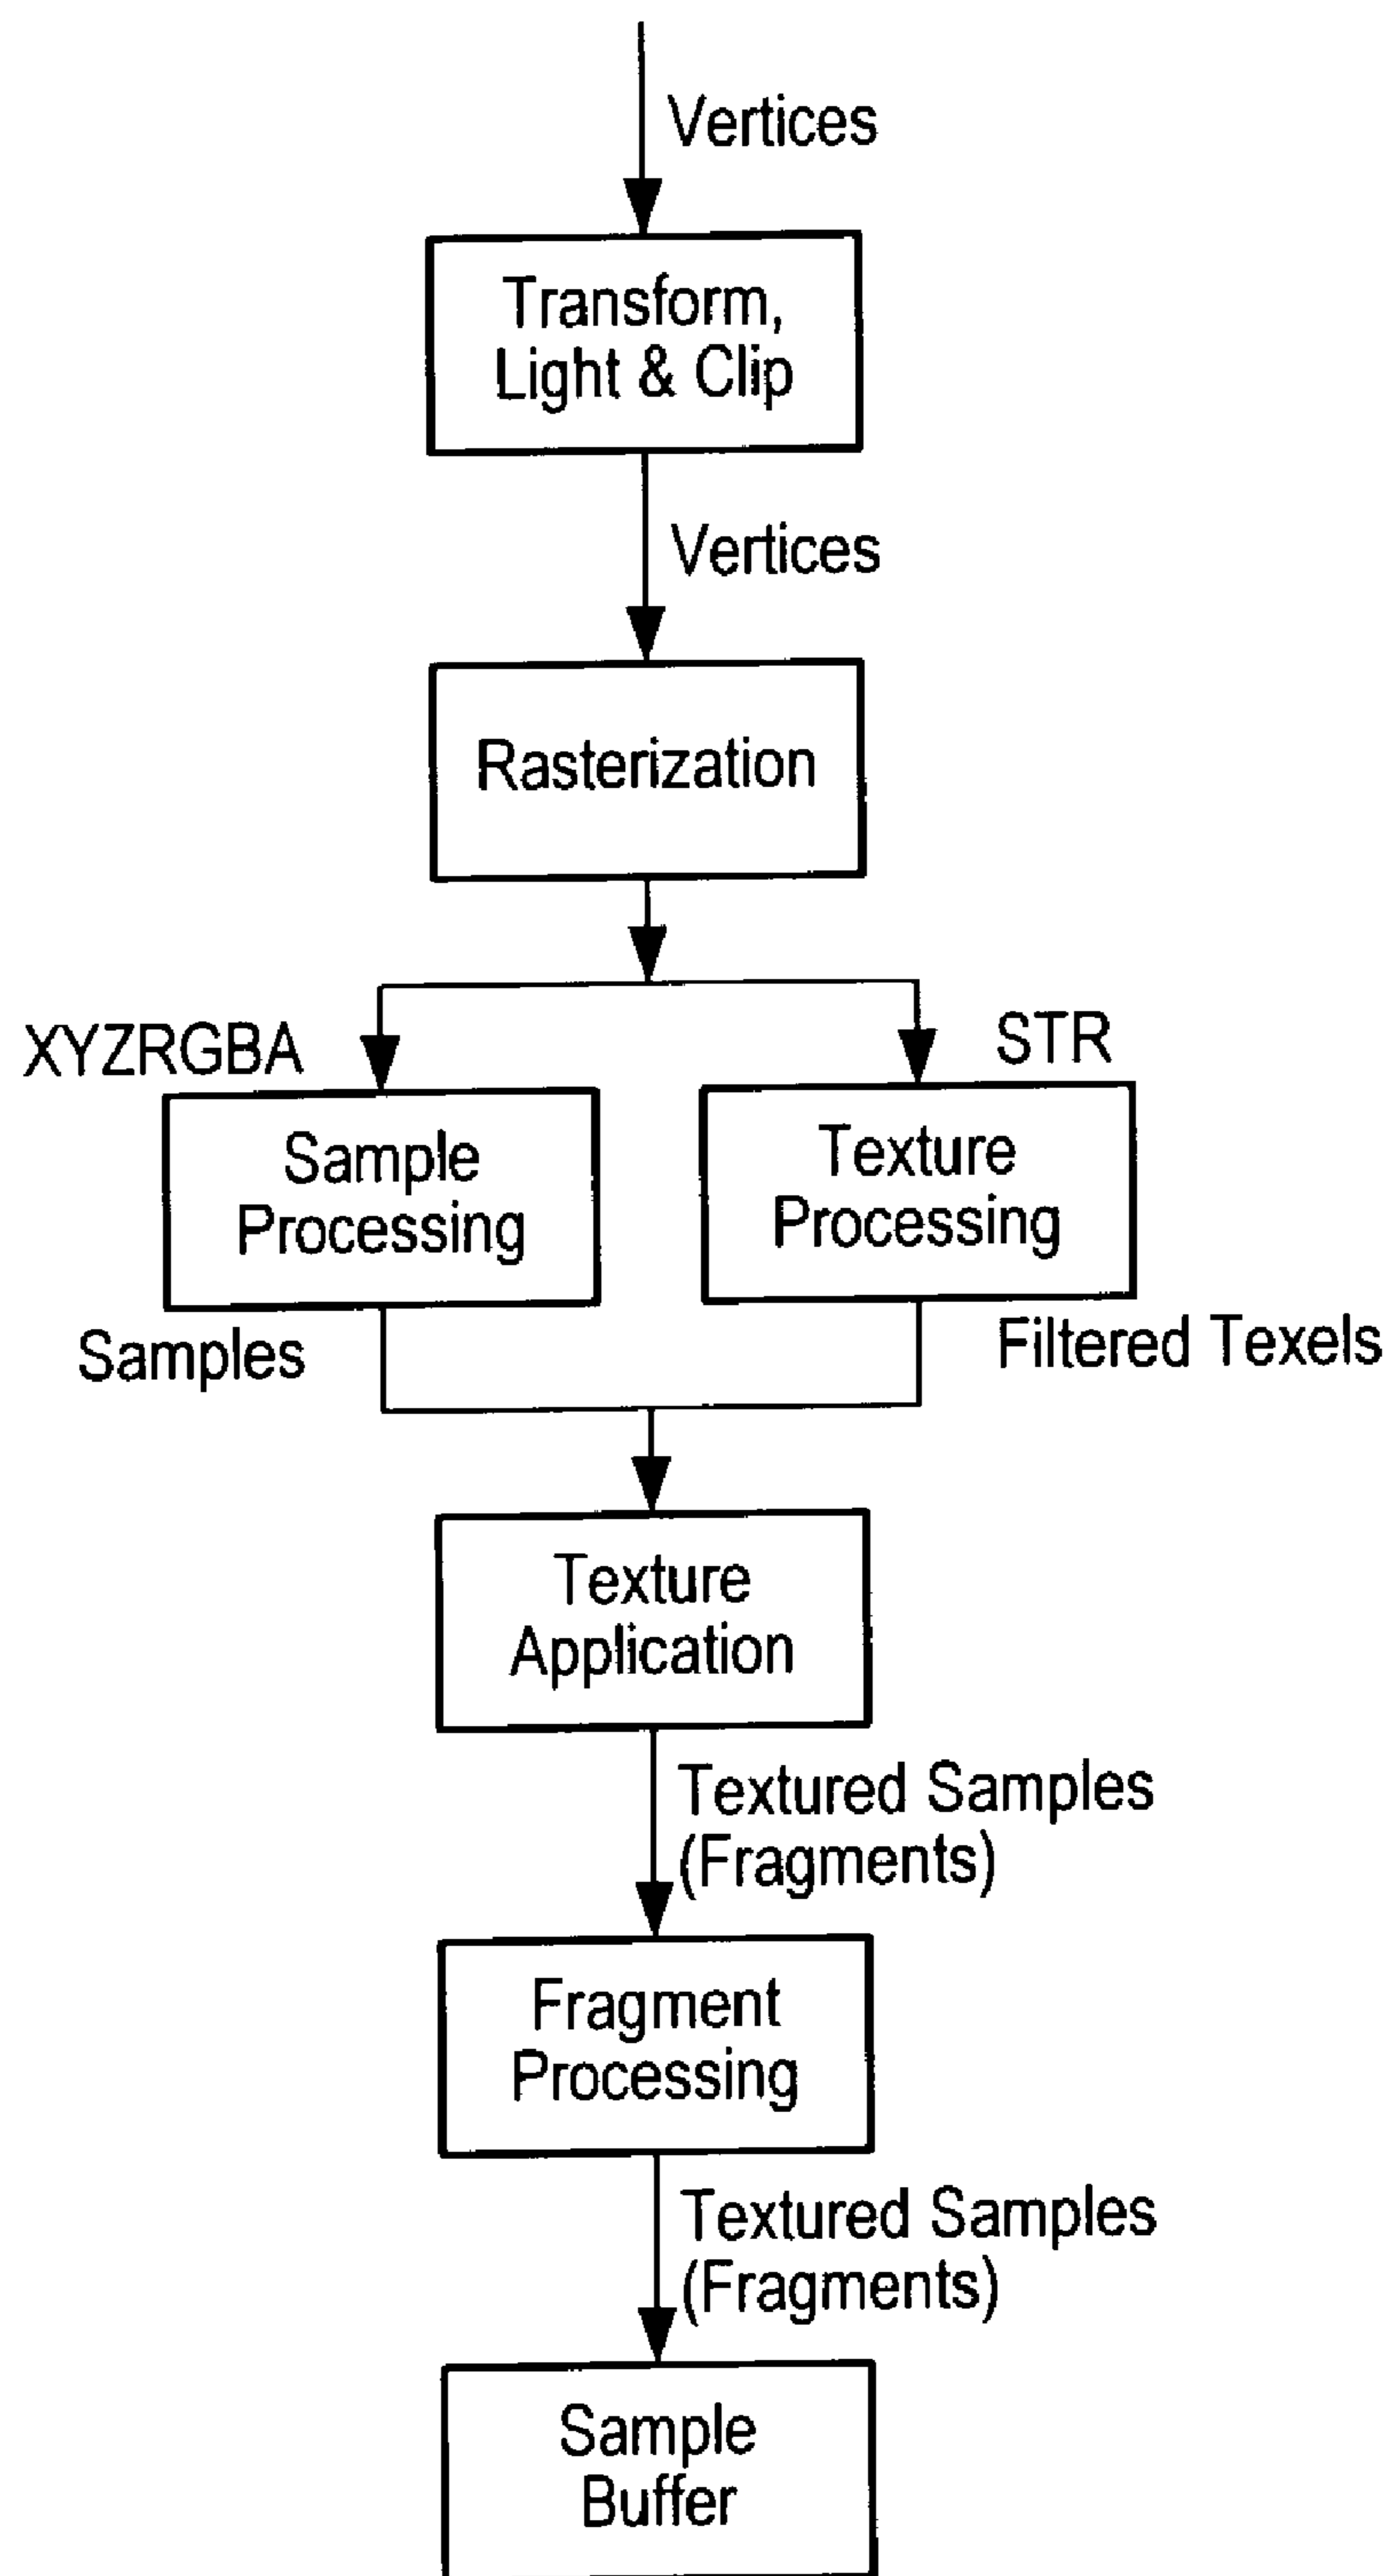 Vertices
Transform,
Light & Clip
Vertices
Rasterization
XYZRGBA
STR
Sample
Processing
Texture
Processing
Samples
Filtered Texels
Texture
Application
Textured Samples
(Fragments)
Fragment
Processing
Textured Samples
(Fragments)
Sample
Buffer